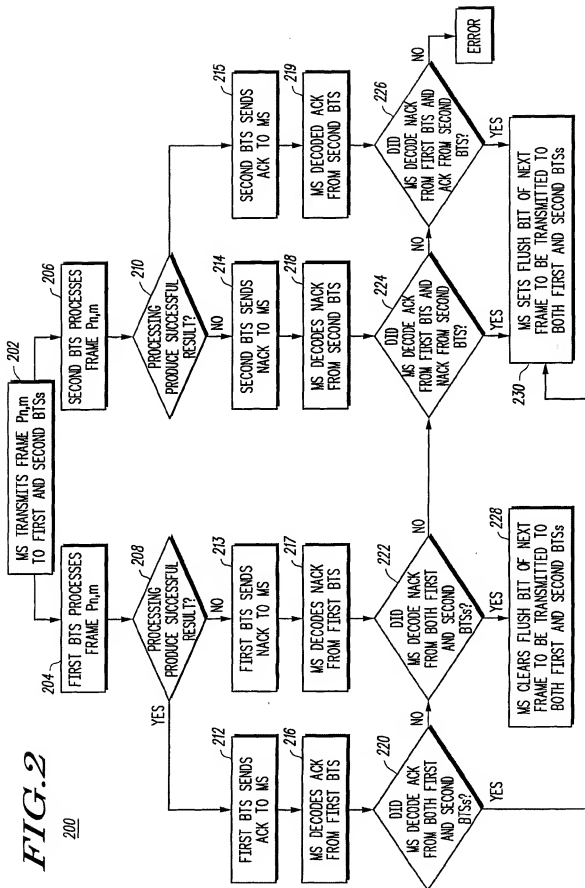 FIG.2
200
202
MS TRANSMITS FRAME Pn,m
TO FIRST AND SECOND BTSs
204
FIRST BTS PROCESSES
FRAME Pn,m
206
SECOND BTS PROCESSES
FRAME Pn,m
208
PROCESSING
PRODUCE SUCCESSFUL
RESULT?
YES
NO
210
PROCESSING
PRODUCE SUCCESSFUL
RESULT?
NO
212
FIRST BTS SENDS
ACK TO MS
213
FIRST BTS SENDS
NACK TO MS
214
SECOND BTS SENDS
NACK TO MS
215
SECOND BTS SENDS
ACK TO MS
216
MS DECODES ACK
FROM FIRST BTS
217
MS DECODES NACK
FROM FIRST BTS
218
MS DECODES NACK
FROM SECOND BTS
219
MS DECODED ACK
FROM SECOND BTS
220
DID
MS DECODE ACK
FROM BOTH FIRST
AND SECOND
BTSs?
NO
YES
222
DID
MS DECODE NACK
FROM BOTH FIRST
AND SECOND
BTSs?
NO
YES
224
DID
MS DECODE ACK
FROM FIRST BTS AND
NACK FROM SECOND
BTS?
NO
YES
226
DID
MS DECODE NACK
FROM FIRST BTS AND
ACK FROM SECOND
BTS?
NO
YES
ERROR
228
MS CLEARS FLUSH BIT OF NEXT
FRAME TO BE TRANSMITTED TO
BOTH FIRST AND SECOND BTSs
230
MS SETS FLUSH BIT OF NEXT
FRAME TO BE TRANSMITTED TO
BOTH FIRST AND SECOND BTSs